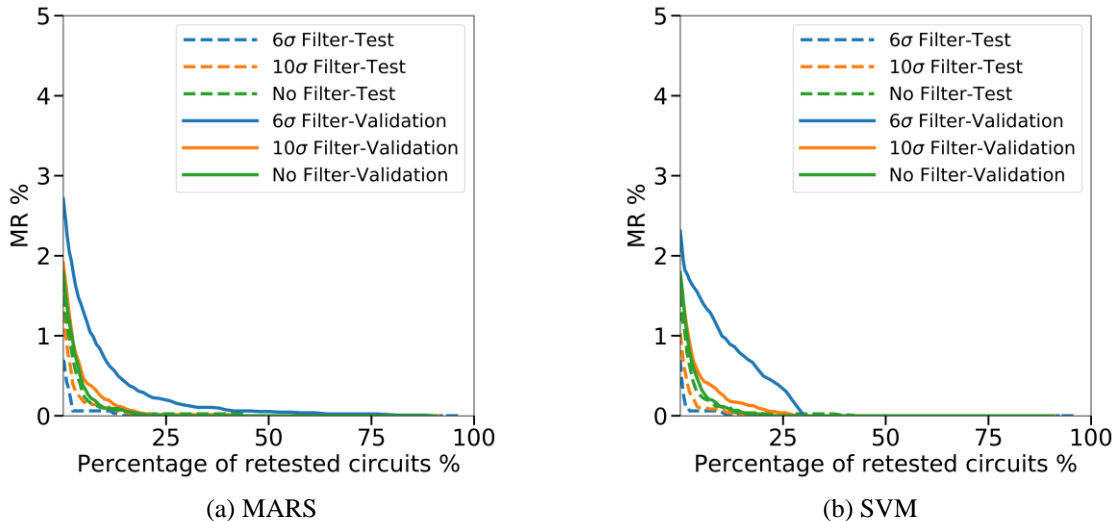 5
4
3
2
1
0
MR %
6σ Filter-Test
10σ Filter-Test
No Filter-Test
6σ Filter-Validation
10σ Filter-Validation
No Filter-Validation
25
50
75
100
Percentage of retested circuits %
(a) MARS
5
4
3
2
1
0
MR %
6σ Filter-Test
10σ Filter-Test
No Filter-Test
6σ Filter-Validation
10σ Filter-Validation
No Filter-Validation
25
50
75
100
Percentage of retested circuits %
(b) SVM